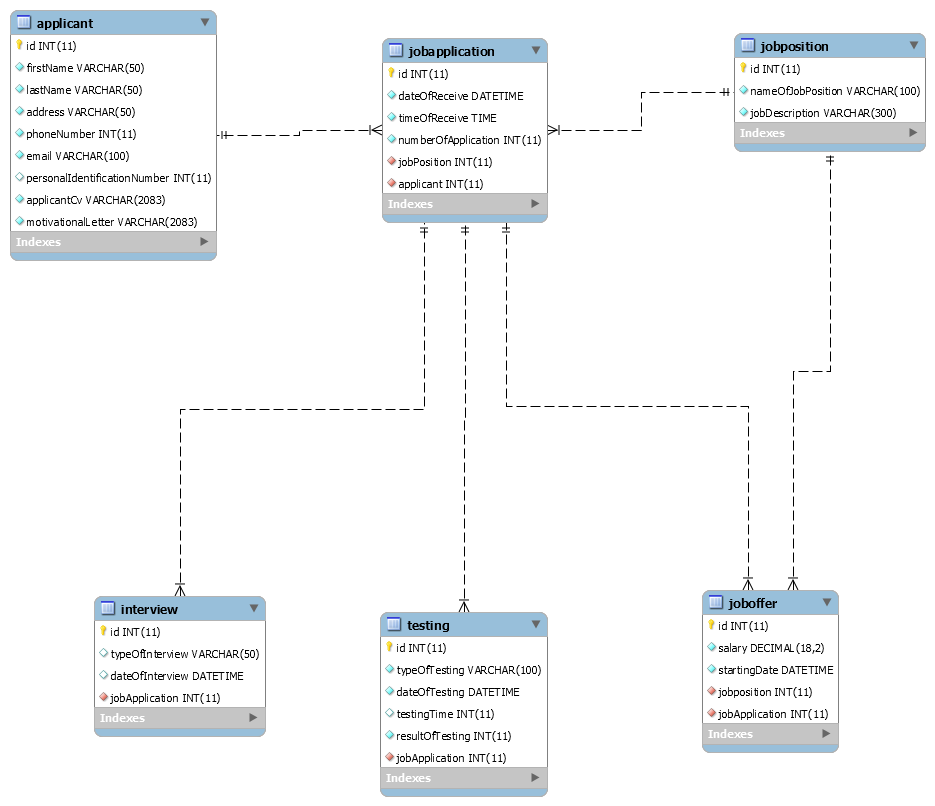 applicant
id INT(11)
firstName VARCHAR(50)
lastName VARCHAR(50)
address VARCHAR(50)
phoneNumber INT(11)
email VARCHAR(100)
personalIdentificationNumber INT(11)
applicantCv VARCHAR(2083)
motivationalLetter VARCHAR(2083)
Indexes
jobapplication
id INT(11)
dateOfReceive DATETIME
timeOfReceive TIME
numberOfApplication INT(11)
jobPosition INT(11)
applicant INT(11)
Indexes
jobposition
id INT(11)
nameOfJobPosition VARCHAR(100)
jobDescription VARCHAR(300)
Indexes
interview
id INT(11)
typeOfInterview VARCHAR(50)
dateOfInterview DATETIME
jobApplication INT(11)
Indexes
testing
id INT(11)
typeOfTesting VARCHAR(100)
dateOfTesting DATETIME
testingTime INT(11)
resultOfTesting INT(11)
jobApplication INT(11)
Indexes
joboffer
id INT(11)
salary DECIMAL(18,2)
startingDate DATETIME
jobposition INT(11)
jobApplication INT(11)
Indexes